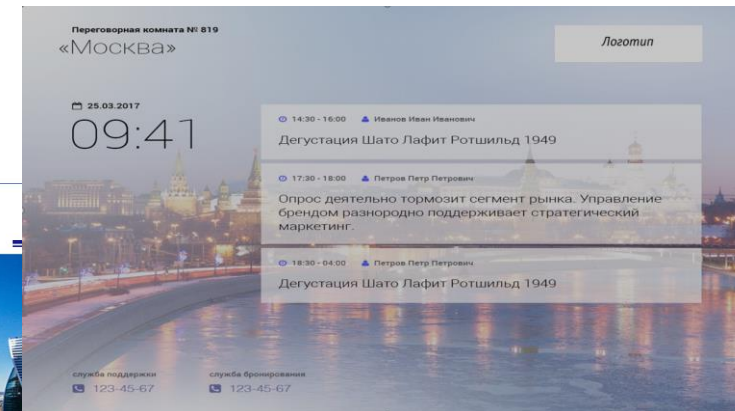 Переговорная комната № 819
«Москва»
Логотип
25.03.2017
09:41
14:30 - 16:00 Иванов Иван Иванович
Дегустация Шато Лафит Ротшильд 1949
17:30 - 18:00 Петров Петр Петрович
Опрос деятельно тормозит сегмент рынка. Управление
брендом разнородно поддерживает стратегический
маркетинг.
18:30 - 04:00 Петров Петр Петрович
Дегустация Шато Лафит Ротшильд 1949
служба поддержки
123-45-67
служба бронирования
123-45-67